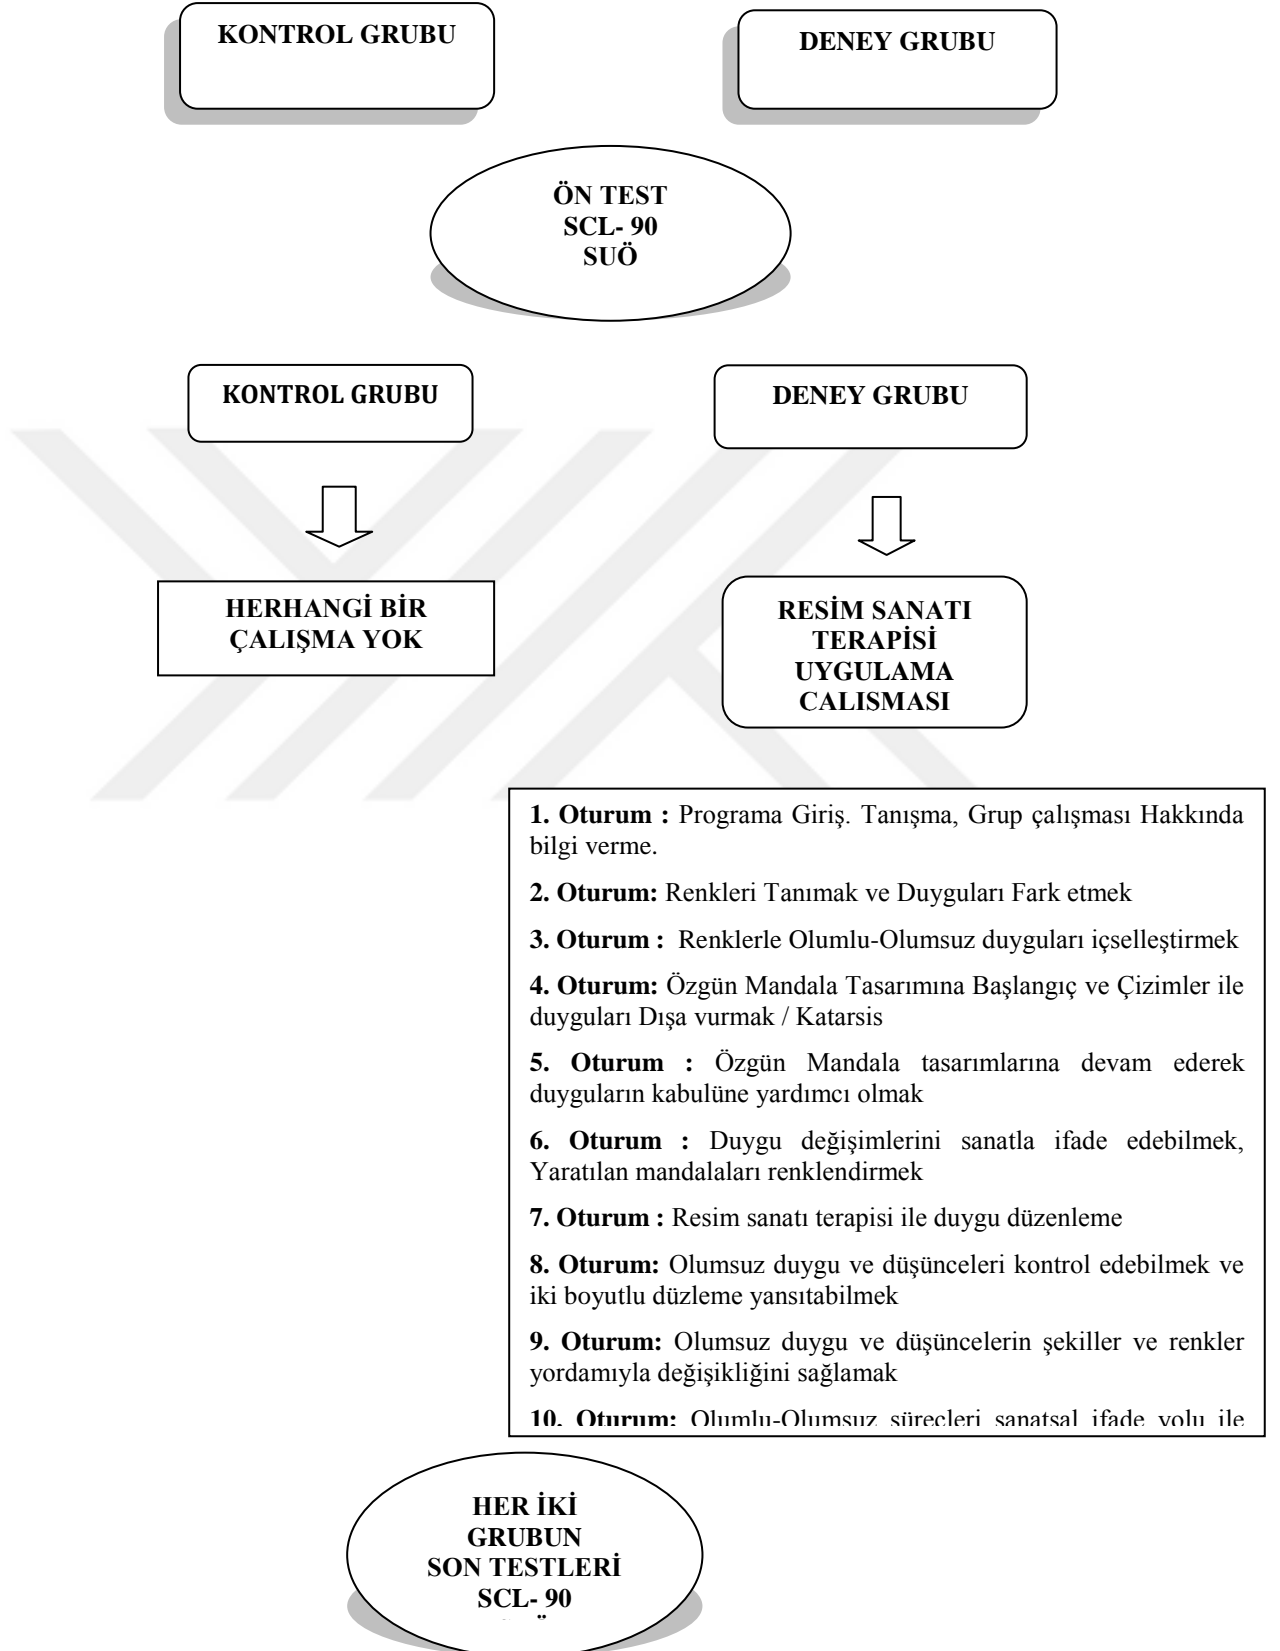 KONTROL GRUBU
DENEY GRUBU
ÖN TEST
SCL- 90
SUÖ
KONTROL GRUBU
DENEY GRUBU
HERHANGİ BİR
ÇALIŞMA YOK
RESİM SANATI
TERAPİSİ
UYGULAMA
CALISMASI
1. Oturum : Programa Giriş. Tanışma, Grup çalışması Hakkında
bilgi verme.
2. Oturum: Renkleri Tanımak ve Duyguları Fark etmek
3. Oturum : Renklerle Olumlu-Olumsuz duyguları içselleştirmek
4. Oturum: Özgün Mandala Tasarımına Başlangıç ve Çizimler ile
duyguları Dışa vurmak / Katarsis
5. Oturum : Özgün Mandala tasarımlarına devam ederek
duyguların kabulüne yardımcı olmak
6. Oturum : Duygu değişimlerini sanatla ifade edebilmek,
Yaratılan mandalaları renklendirmek
7. Oturum : Resim sanatı terapisi ile duygu düzenleme
8. Oturum: Olumsuz duygu ve düşünceleri kontrol edebilmek ve
iki boyutlu düzleme yansıtabilmek
9. Oturum: Olumsuz duygu ve düşüncelerin şekiller ve renkler
yordamıyla değişikliğini sağlamak
10. Oturum: Olumlu-Olumsuz süreçleri sanatsal ifade yolu ile
HER İKİ
GRUBUN
SON TESTLERİ
SCL- 90